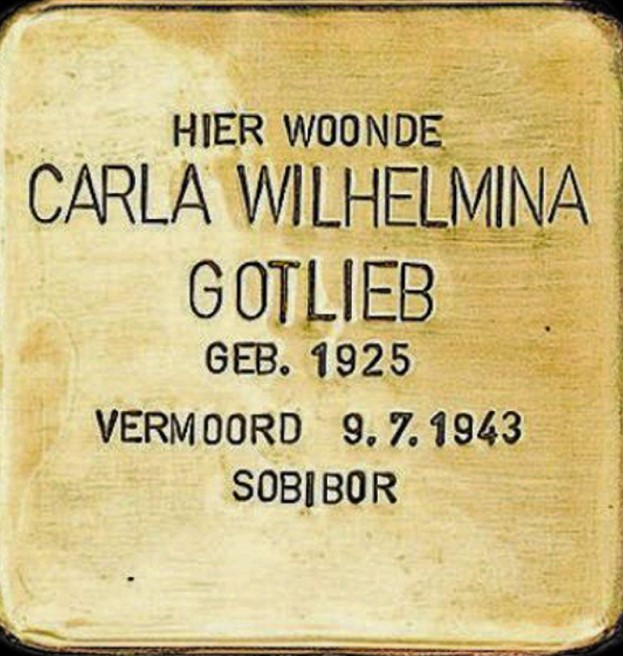 HIER WOONDE
CARLA WILHELMINA
GOTLIEB
GEB. 1925
VERMOORD 9.7.1943
SOBIBOR